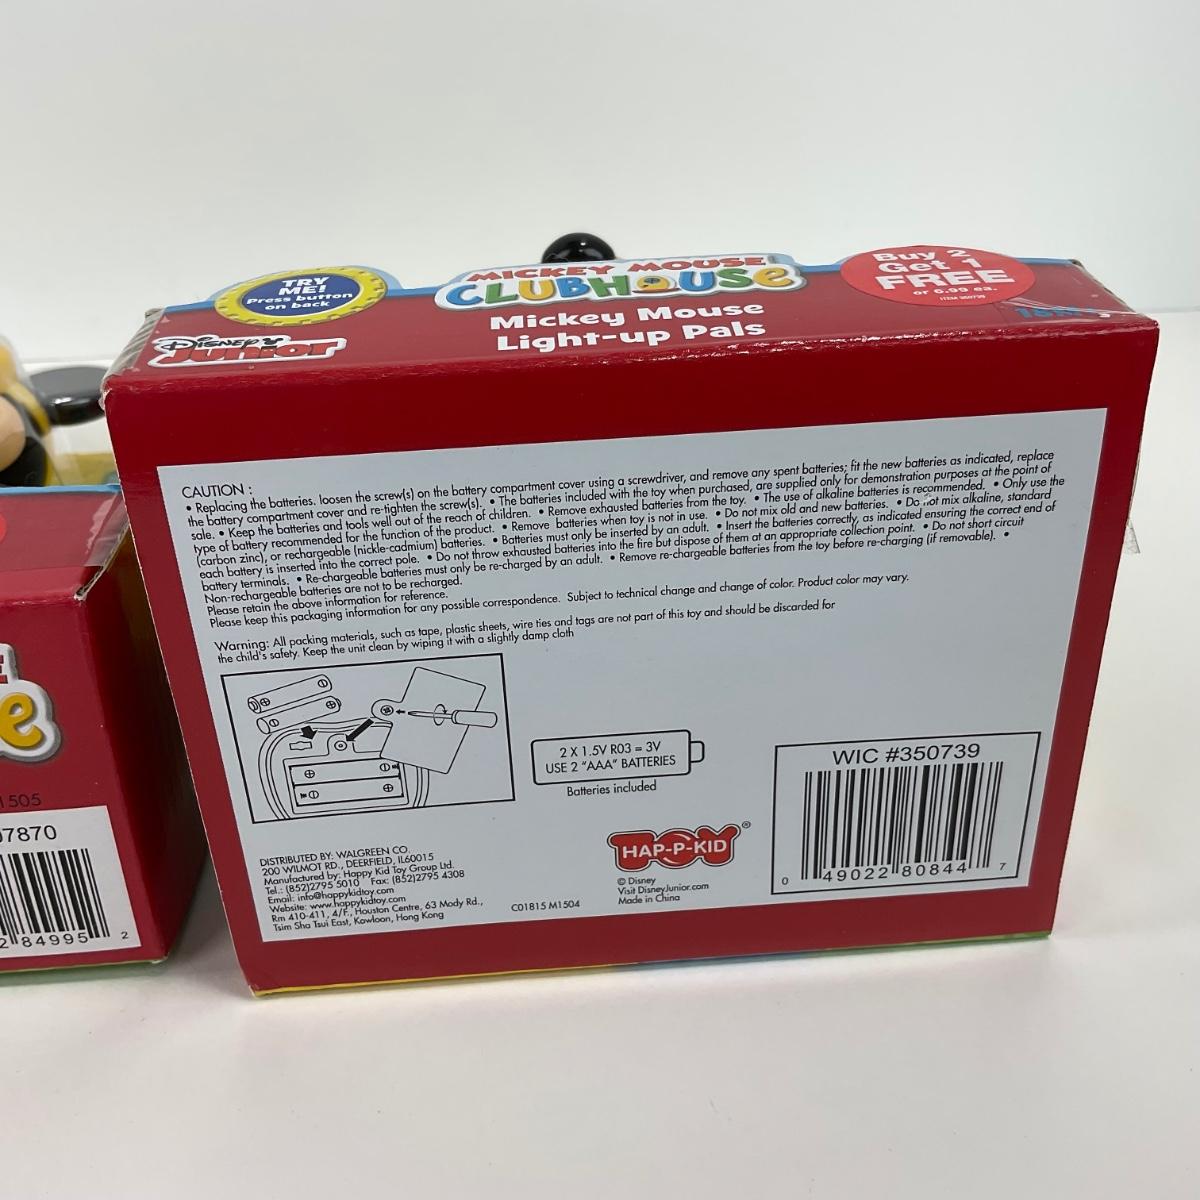 TRY
ME!
Press button
on back
MICKEY MOUSE
CLUBHOUSE
Buy 2
Get 1
FREE
or 6.99 ea.
Disney
Junior
Mickey Mouse
Light-up Pals
CAUTION :
• Replacing the batteries. loosen the screw(s) on the battery compartment cover using a screwdriver, and remove any spent batteries; fit the new batteries as indicated, replace
the battery compartment cover and re-tighten the screw(s). • The batteries included with the toy when purchased, are supplied only for demonstration purposes at the point of
sale. • Keep the batteries and tools well out of the reach of children. • Remove exhausted batteries from the toy. • The use of alkaline batteries is recommended. • Only use the
type of battery recommended for the function of the product. • Remove batteries when toy is not in use. • Do not mix old and new batteries. • Do not mix alkaline, standard
(carbon zinc), or rechargeable (nickle-cadmium) batteries. • Batteries must only be inserted by an adult. • Insert the batteries correctly, as indicated ensuring the correct end of
each battery is inserted into the correct pole. • Do not throw exhausted batteries into the fire but dispose of them at an appropriate collection point. • Do not short circuit
battery terminals. • Re-chargeable batteries must only be re-charged by an adult. • Remove re-chargeable batteries from the toy before re-charging (if removable). •
Non-rechargeable batteries are not to be recharged.
Please retain the above information for reference.
Please keep this packaging information for any possible correspondence. Subject to technical change and change of color. Product color may vary.
Warning: All packing materials, such as tape, plastic sheets, wire ties and tags are not part of this toy and should be discarded for
the child's safety. Keep the unit clean by wiping it with a slightly damp cloth
2 X 1.5V R03 = 3V
USE 2 "AAA" BATTERIES
Batteries included
WIC #350739
0 49022 80844 7
HAP-P-KID
®
TOY
© Disney
Visit DisneyJunior.com
Made in China
DISTRIBUTED BY: WALGREEN CO.
200 WILMOT RD., DEERFIELD, IL60015
Manufactured by: Happy Kid Toy Group Ltd.
Tel.: (852)2795 5010 Fax: (852)2795 4308
Email: info@happykidtoy.com
Website: www.happykidtoy.com
Rm 410-411, 4/F., Houston Centre, 63 Mody Rd.,
Tsim Sha Tsui East, Kowloon, Hong Kong
C01815 M1504
e
1505
07870
2 84995 2